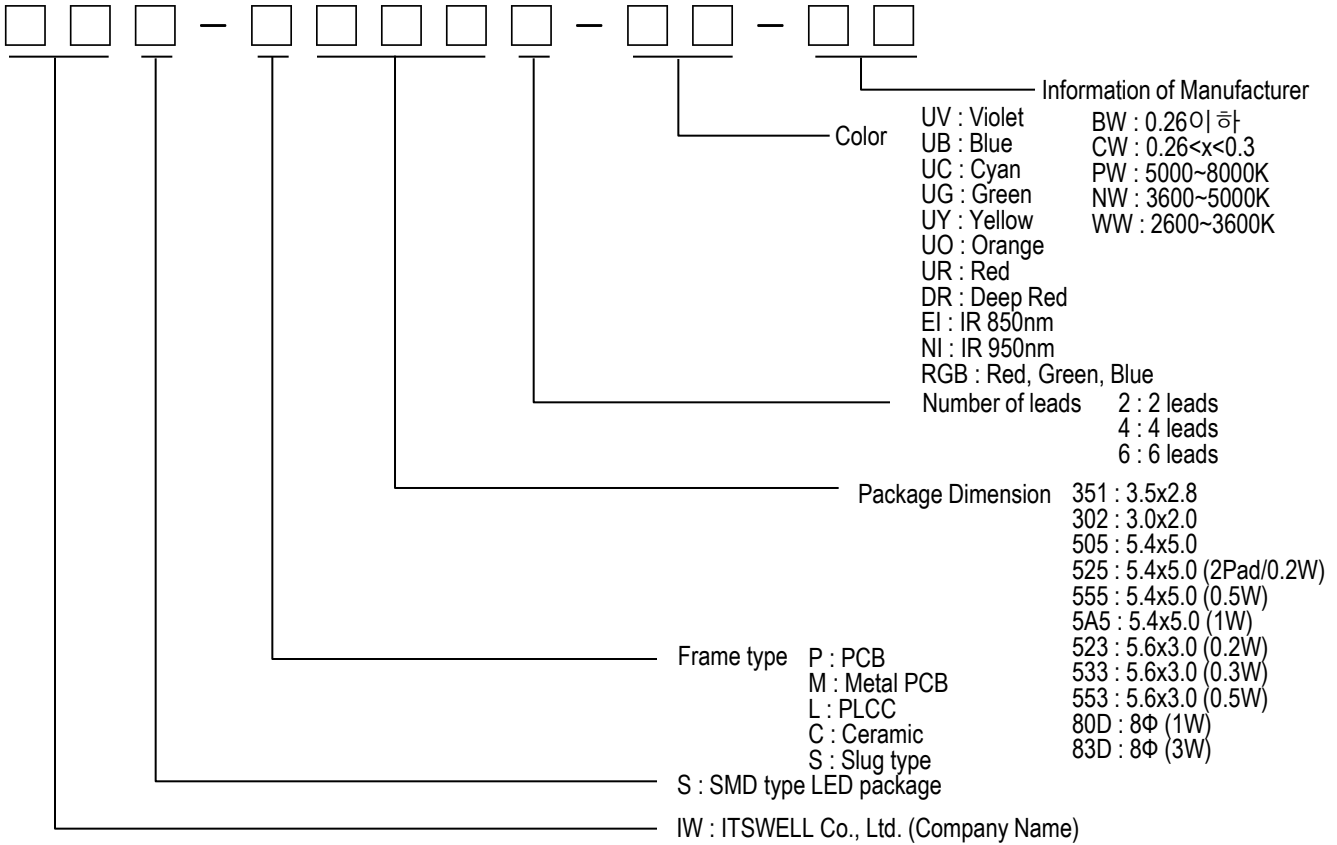 Information of Manufacturer
Color
UV : Violet
UB : Blue
UC : Cyan
UG : Green
UY : Yellow
UO : Orange
UR : Red
DR : Deep Red
EI : IR 850nm
NI : IR 950nm
RGB : Red, Green, Blue
BW : 0.26이하
CW : 0.26<x<0.3
PW : 5000~8000K
NW : 3600~5000K
WW : 2600~3600K
Number of leads
2 : 2 leads
4 : 4 leads
6 : 6 leads
Package Dimension
351 : 3.5x2.8
302 : 3.0x2.0
505 : 5.4x5.0
525 : 5.4x5.0 (2Pad/0.2W)
555 : 5.4x5.0 (0.5W)
5A5 : 5.4x5.0 (1W)
523 : 5.6x3.0 (0.2W)
533 : 5.6x3.0 (0.3W)
553 : 5.6x3.0 (0.5W)
80D : 8Φ (1W)
83D : 8Φ (3W)
Frame type
P : PCB
M : Metal PCB
L : PLCC
C : Ceramic
S : Slug type
S : SMD type LED package
IW : ITSWELL Co., Ltd. (Company Name)